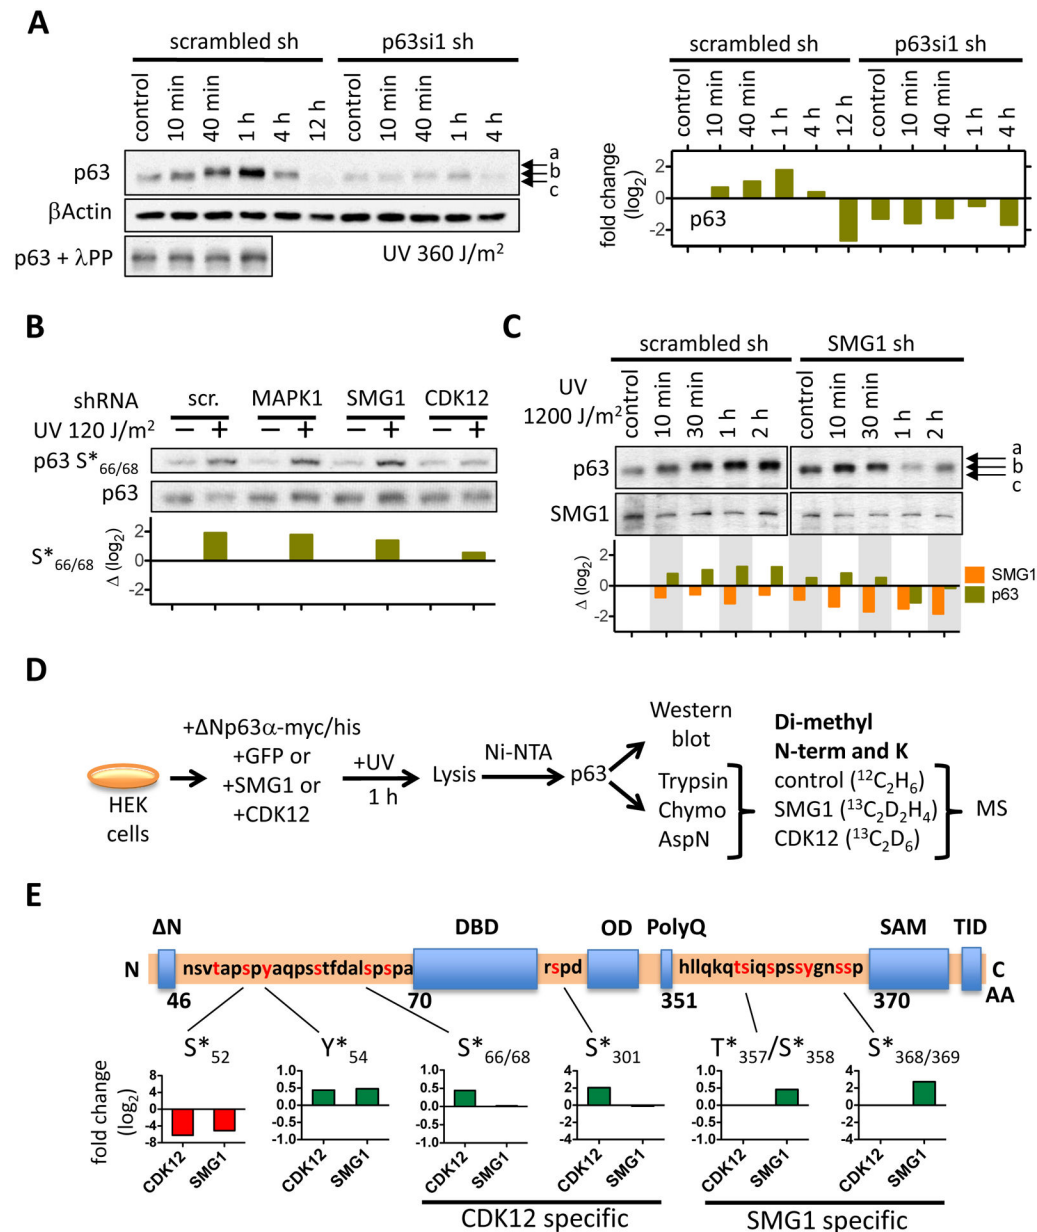 A
scrambled sh
p63si1 sh
control
10 min
40 min
1 h
4 h
12 h
control
10 min
40 min
1 h
4 h
p63
a
b
c
βActin
p63 + λPP
UV 360 J/m²
scrambled sh
p63si1 sh
control
10 min
40 min
1 h
4 h
12 h
control
10 min
40 min
1 h
4 h
fold change
(log₂)
2
0
-2
p63
B
shRNA
scr.
MAPK1
SMG1
CDK12
UV 120 J/m²
− + − + − + − +
p63 S*66/68
p63
S*66/68
Δ (log₂)
2
0
-2
C
scrambled sh
SMG1 sh
UV
1200 J/m²
control
10 min
30 min
1 h
2 h
control
10 min
30 min
1 h
2 h
p63
a
b
c
SMG1
Δ (log₂)
2
0
-2
SMG1
p63
D
HEK
cells
+ΔNp63α-myc/his
+GFP or
+SMG1 or
+CDK12
+UV
1 h
Lysis
Ni-NTA
p63
Western
blot
Trypsin
Chymo
AspN
Di-methyl
N-term and K
control (¹²C₂H₆)
SMG1 (¹³C₂D₂H₄)
CDK12 (¹³C₂D₆)
MS
E
ΔN
DBD
OD
PolyQ
SAM
TID
N
nsvtapspyaqpsstfdalspspa
rspd
hllqkqtsiqspssygnssp
C
AA
46
70
351
370
S*52
Y*54
S*66/68
S*301
T*357/S*358
S*368/369
fold change
(log₂)
8
4
0
-4
-8
CDK12
SMG1
1.0
0.5
0.0
-0.5
-1.0
CDK12
SMG1
1.0
0.5
0.0
-0.5
-1.0
CDK12
SMG1
4
2
0
-2
-4
CDK12
SMG1
1.0
0.5
0.0
-0.5
-1.0
CDK12
SMG1
4
2
0
-2
-4
CDK12
SMG1
CDK12 specific
SMG1 specific